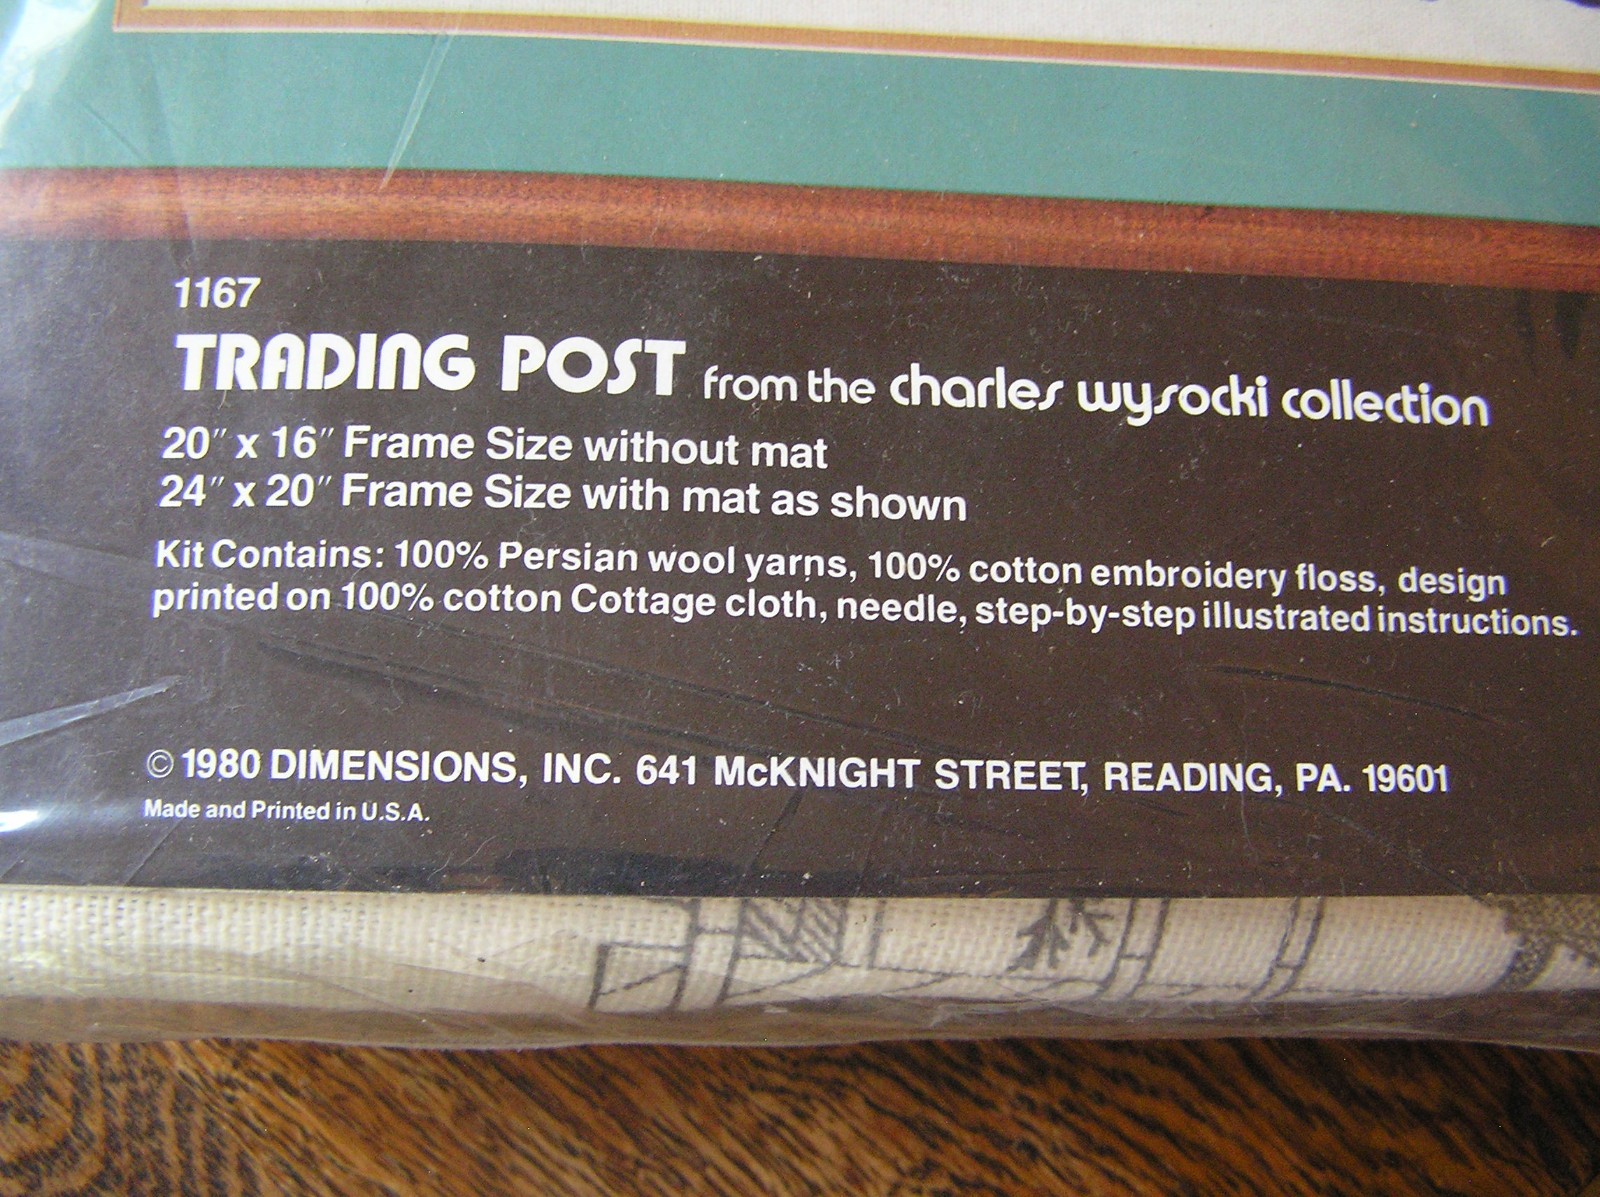 1167
TRADING POST from the charles wysocki collection
20" x 16" Frame Size without mat
24" x 20" Frame Size with mat as shown
Kit Contains: 100% Persian wool yarns, 100% cotton embroidery floss, design
printed on 100% cotton Cottage cloth, needle, step-by-step illustrated instructions.
© 1980 DIMENSIONS, INC. 641 McKNIGHT STREET, READING, PA. 19601
Made and Printed in U.S.A.